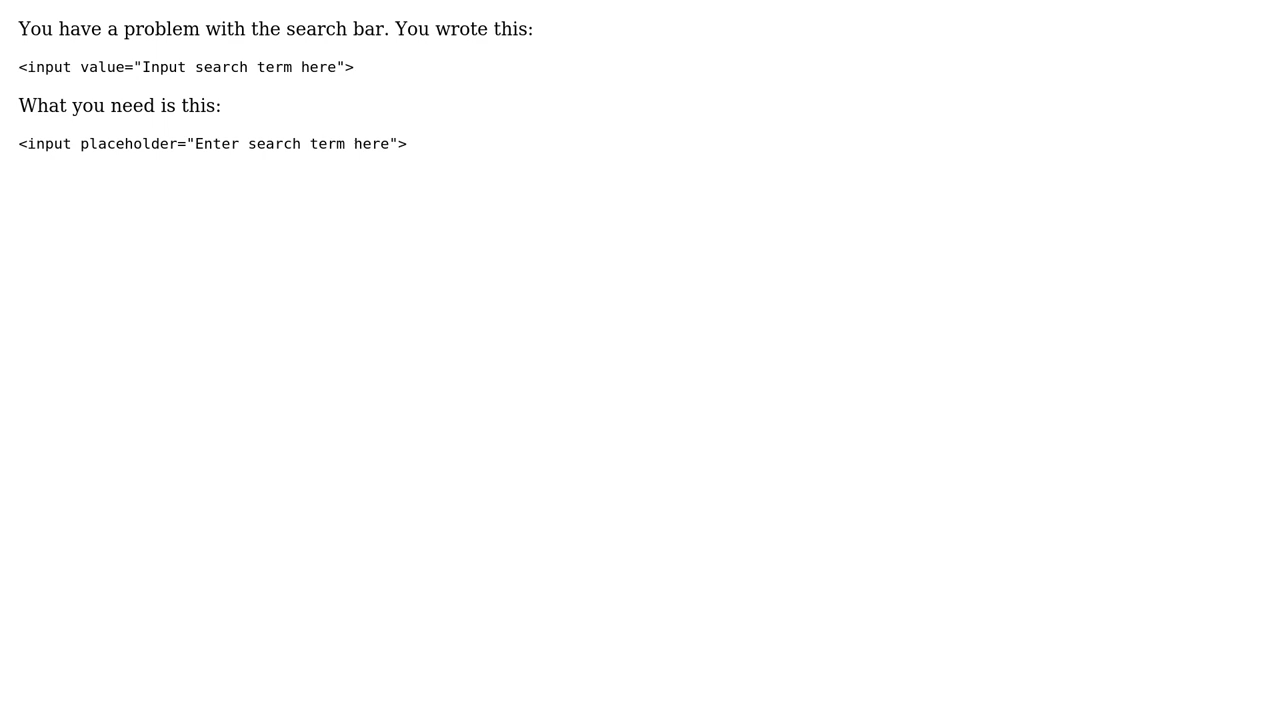 You have a problem with the search bar. You wrote this:
<input value="Input search term here">
What you need is this:
<input placeholder="Enter search term here">